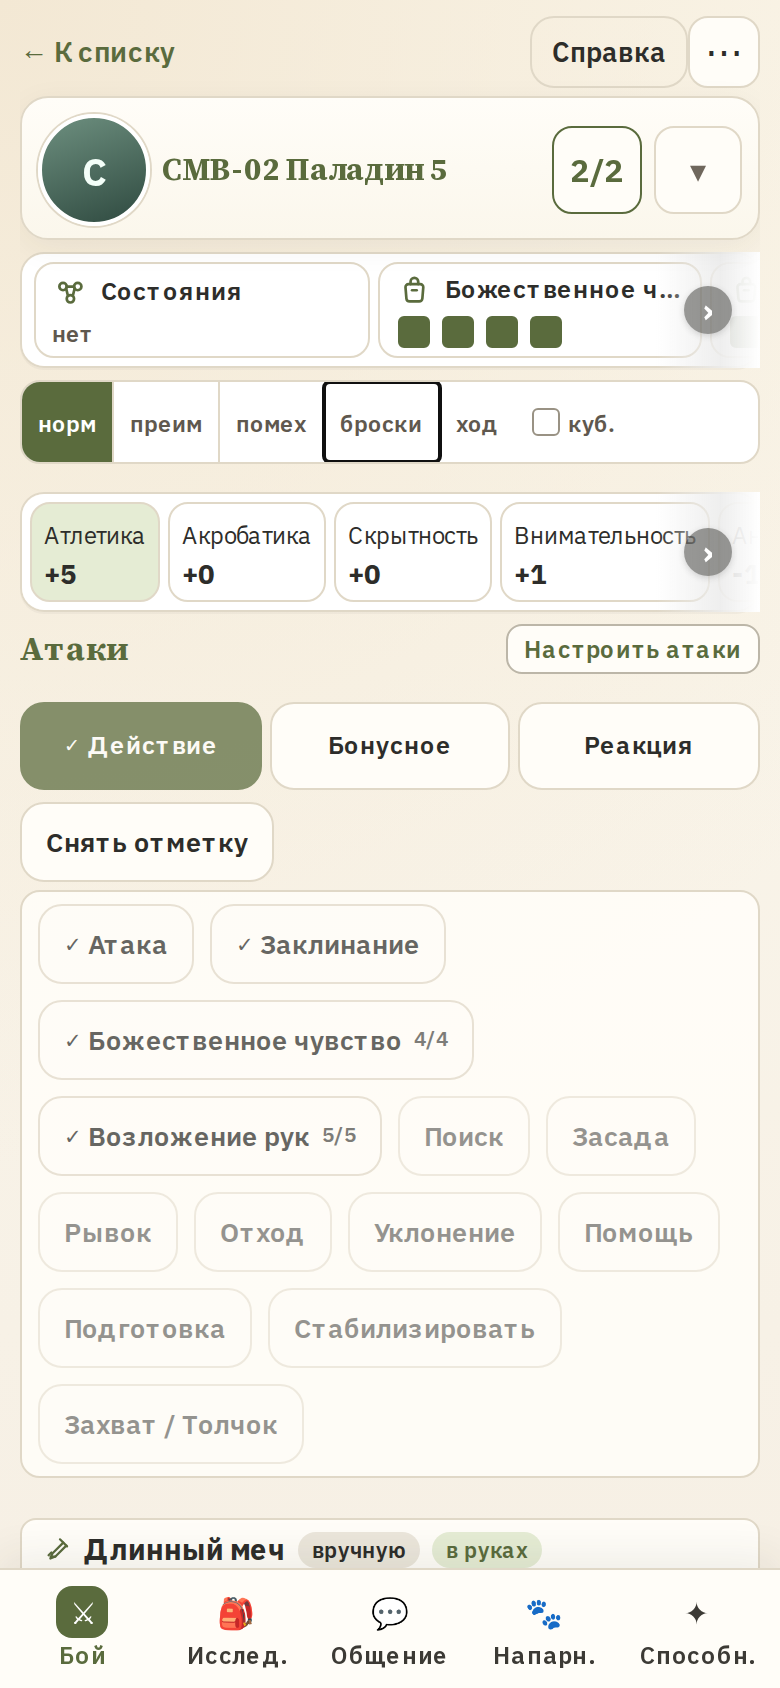 ← К списку
Справка
...
С
СМВ-02 Паладин 5
2/2
▼
Состояния
нет
Божественное ч...
›
норм
преим
помех
броски
ход
куб.
Атлетика
+5
Акробатика
+0
Скрытность
+0
Внимательность
+1
›
Атаки
Настроить атаки
✓ Действие
Бонусное
Реакция
Снять отметку
✓ Атака
✓ Заклинание
✓ Божественное чувство 4/4
✓ Возложение рук 5/5
Поиск
Засада
Рывок
Отход
Уклонение
Помощь
Подготовка
Стабилизировать
Захват / Толчок
Длинный меч
вручную
в руках
Бой
Исслед.
Общение
Напарн.
Способн.